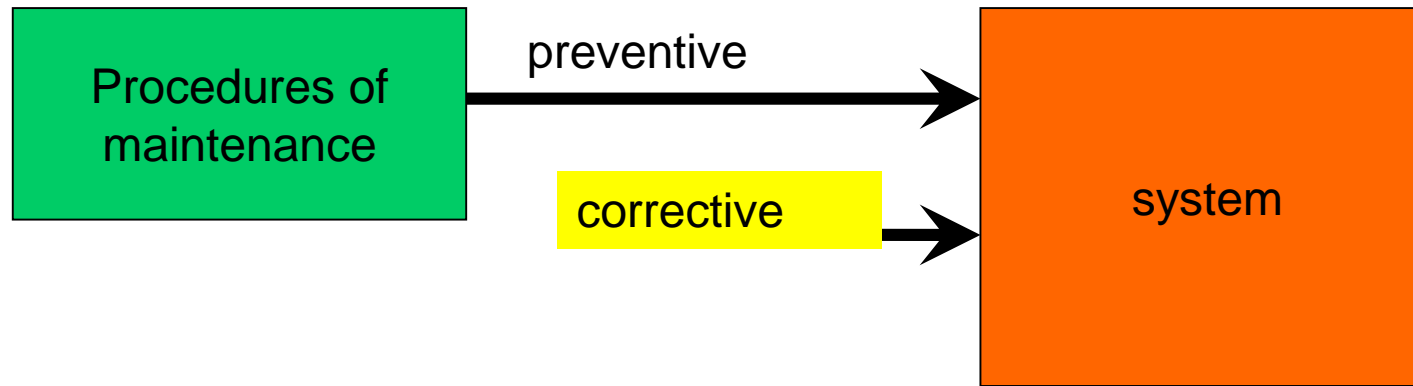 Procedures of
maintenance
preventive
corrective
system